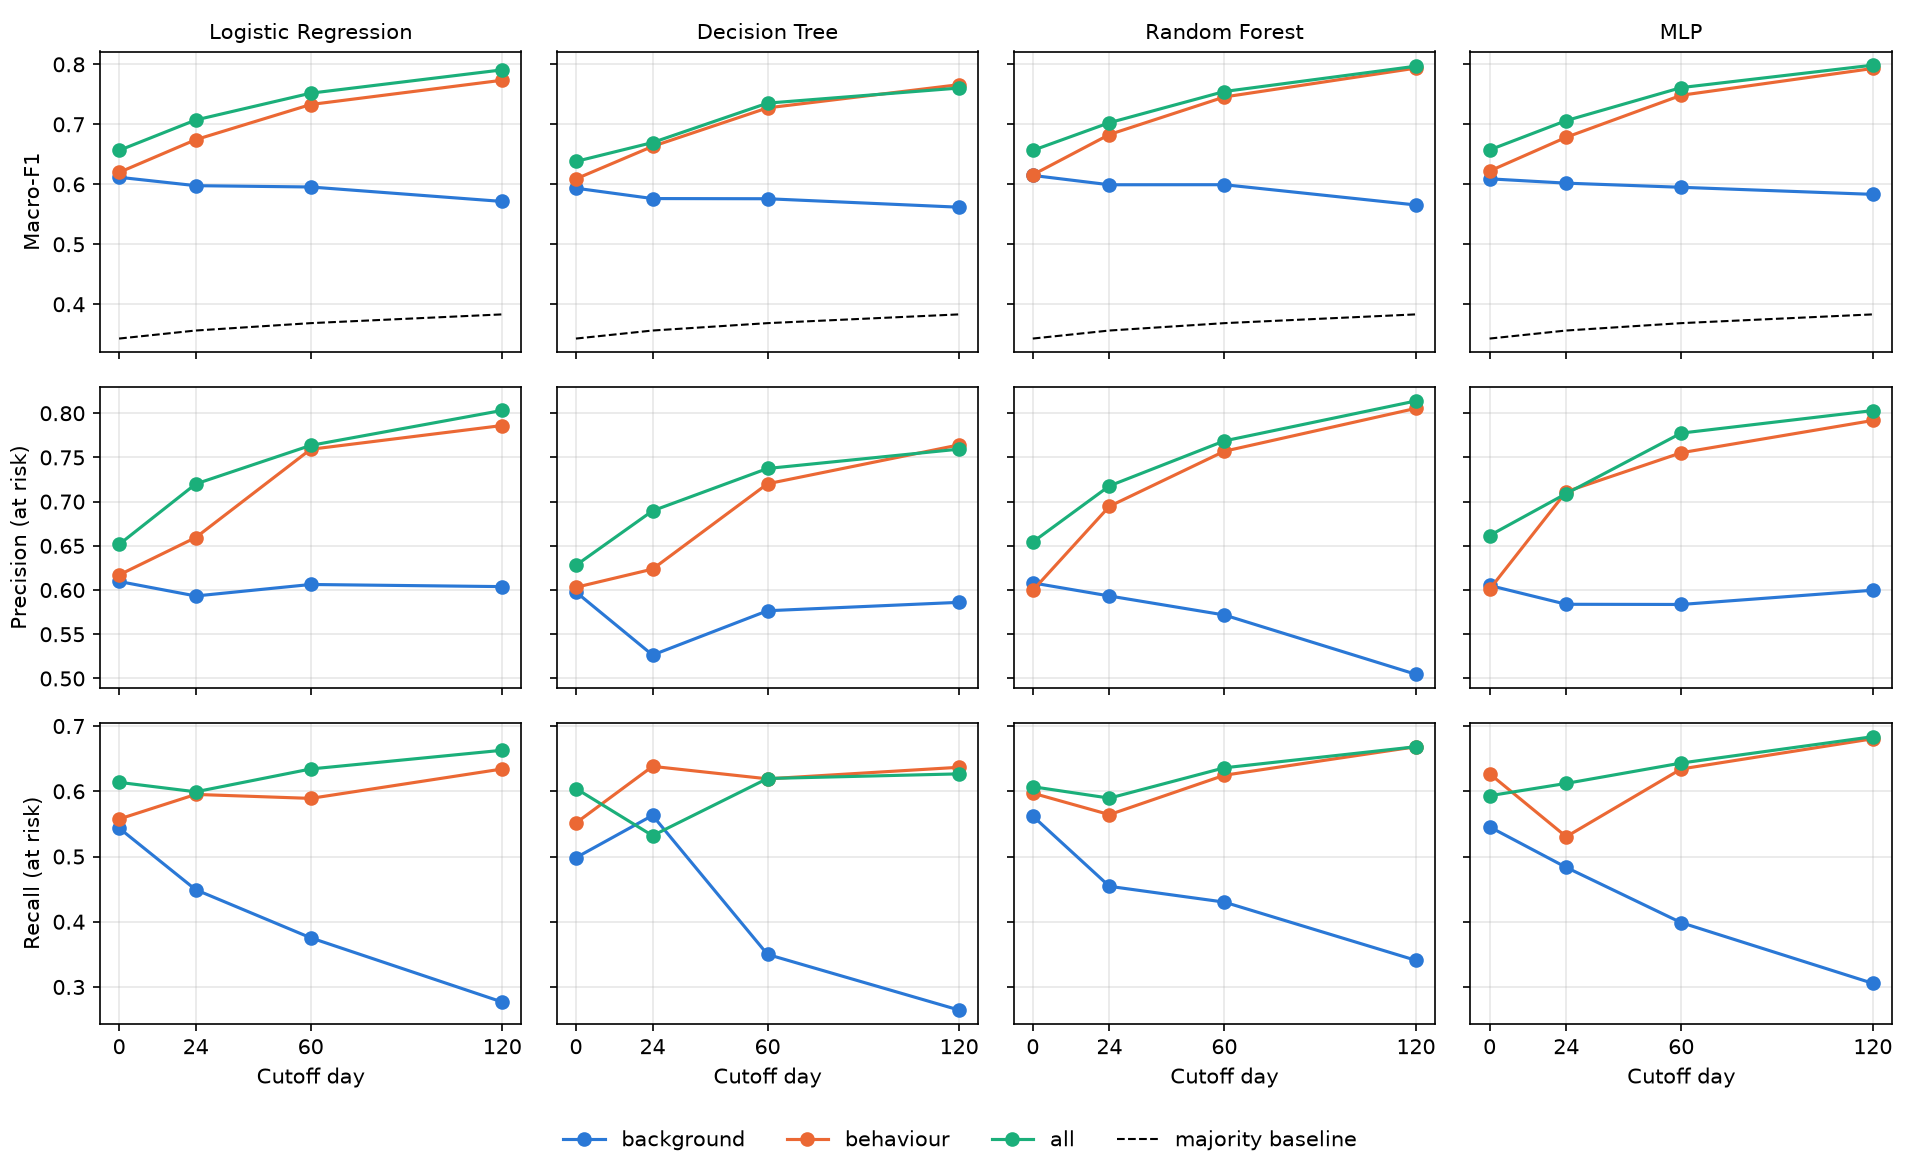 Logistic Regression Decision Tree Random Forest MLP
Macro-F1
0.8
0.7
0.6
0.5
0.4
Precision (at risk)
0.80
0.75
0.70
0.65
0.60
0.55
0.50
Recall (at risk)
0.7
0.6
0.5
0.4
0.3
0 24 60 120 0 24 60 120 0 24 60 120 0 24 60 120
Cutoff day Cutoff day Cutoff day Cutoff day
background behaviour all majority baseline